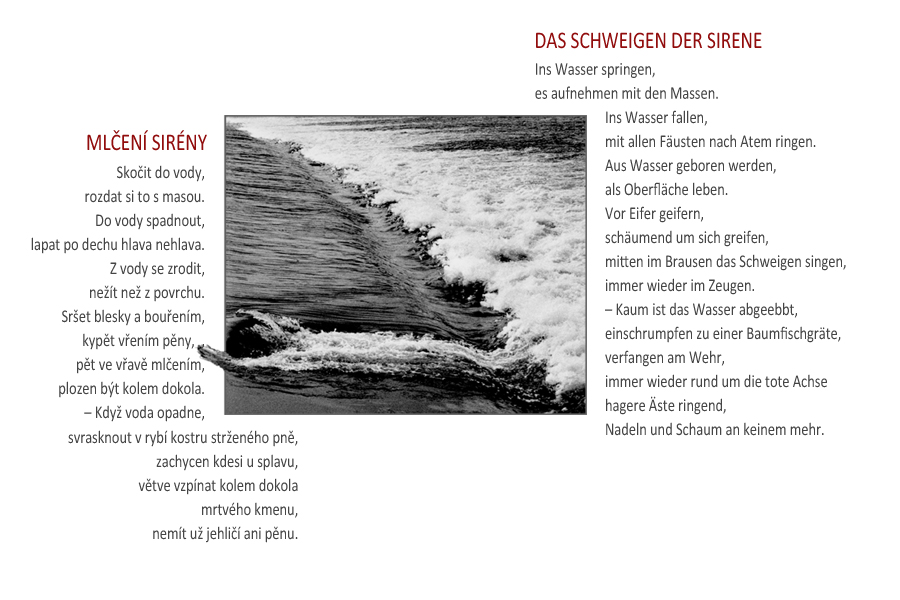 MLČENÍ SIRÉNY
Skočit do vody,
rozdat si to s masou.
Do vody spadnout,
lapat po dechu hlava nehlava.
Z vody se zrodit,
nežít než z povrchu.
Sršet blesky a bouřením,
kypět vřením pěny,
pět ve vřavě mlčením,
plozen být kolem dokola.
– Když voda opadne,
svrasknout v rybí kostru strženého pně,
zachycen kdesi u splavu,
větve vzpínat kolem dokola
mrtvého kmenu,
nemít už jehličí ani pěnu.
DAS SCHWEIGEN DER SIRENE
Ins Wasser springen,
es aufnehmen mit den Massen.
Ins Wasser fallen,
mit allen Fäusten nach Atem ringen.
Aus Wasser geboren werden,
als Oberfläche leben.
Vor Eifer geifern,
schäumend um sich greifen,
mitten im Brausen das Schweigen singen,
immer wieder im Zeugen.
– Kaum ist das Wasser abgeebbt,
einschrumpfen zu einer Baumfischgräte,
verfangen am Wehr,
immer wieder rund um die tote Achse
hagere Äste ringend,
Nadeln und Schaum an keinem mehr.